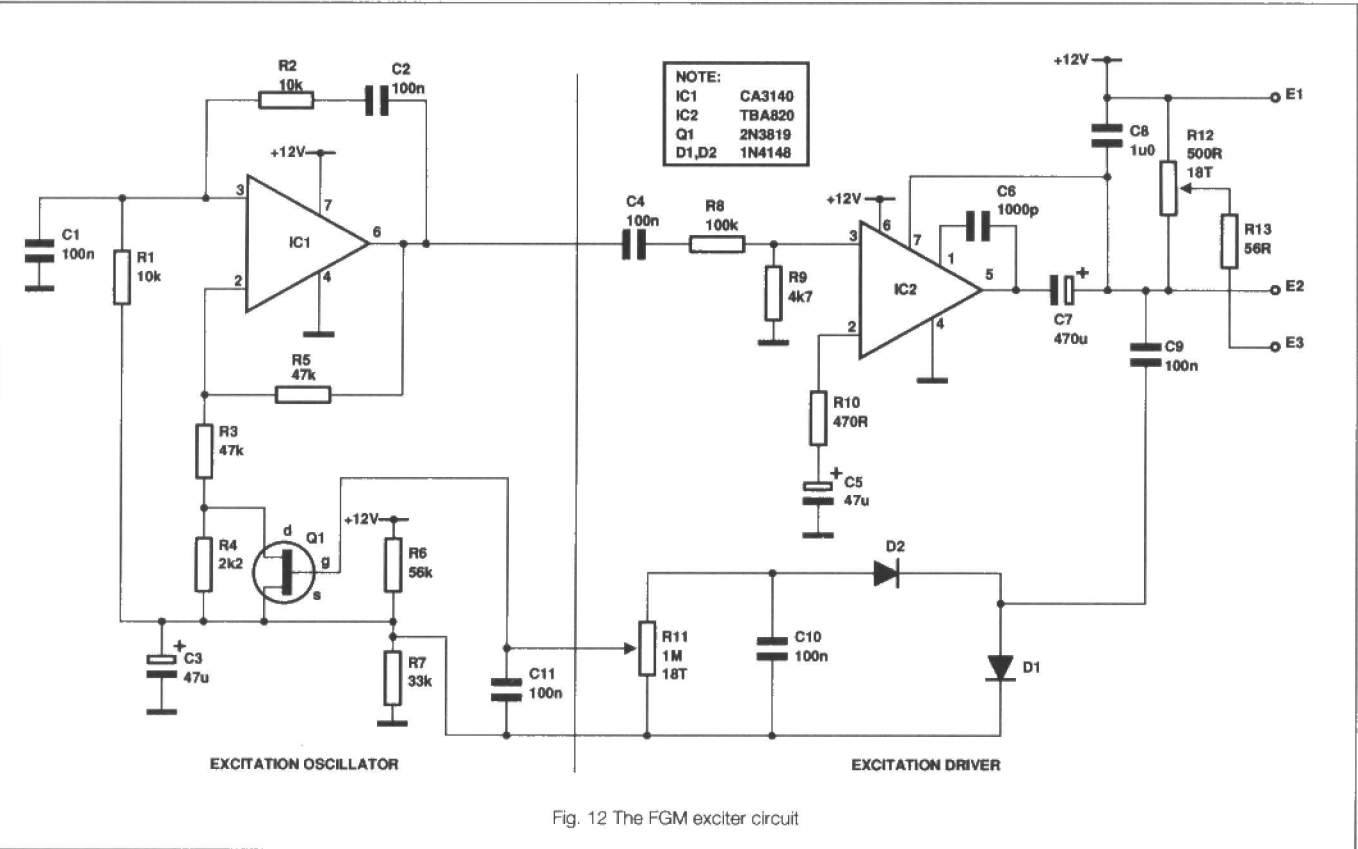 R2
10k
C2
100n
+12V
3
7
IC1
6
2
4
C1
100n
R1
10k
R5
47k
R3
47k
R4
2k2
d
Q1
g
s
+12V
R6
56k
C3
47u
R7
33k
C11
100n
EXCITATION OSCILLATOR
NOTE:
IC1 CA3140
IC2 TBA820
Q1 2N3819
D1,D2 1N4148
C4
100n
R8
100k
R9
4k7
+12V
6
3
7
1
C6
1000p
IC2
5
2
4
R10
470R
C5
47u
+
C7
470u
+12V
C8
1u0
R12
500R
18T
R13
56R
E1
E2
E3
C9
100n
D2
D1
R11
1M
18T
C10
100n
+
+
EXCITATION DRIVER
Fig. 12 The FGM exciter circuit